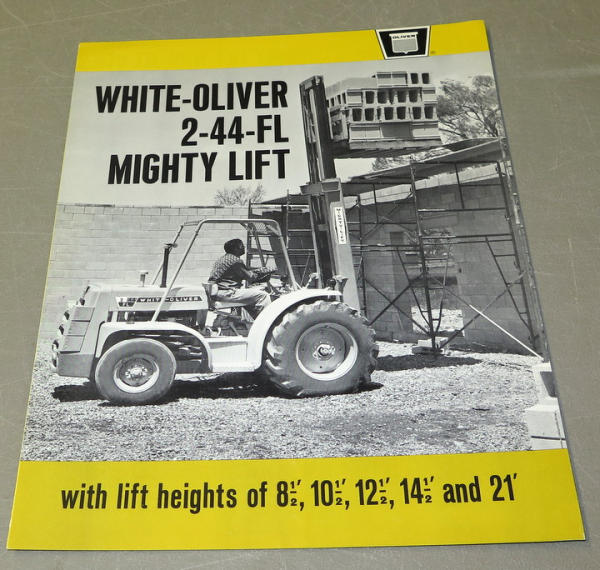 OLIVER
WHITE-OLIVER
2-44-FL
MIGHTY LIFT
WHITE-OLIVER
with lift heights of 8½', 10½', 12½', 14½' and 21'